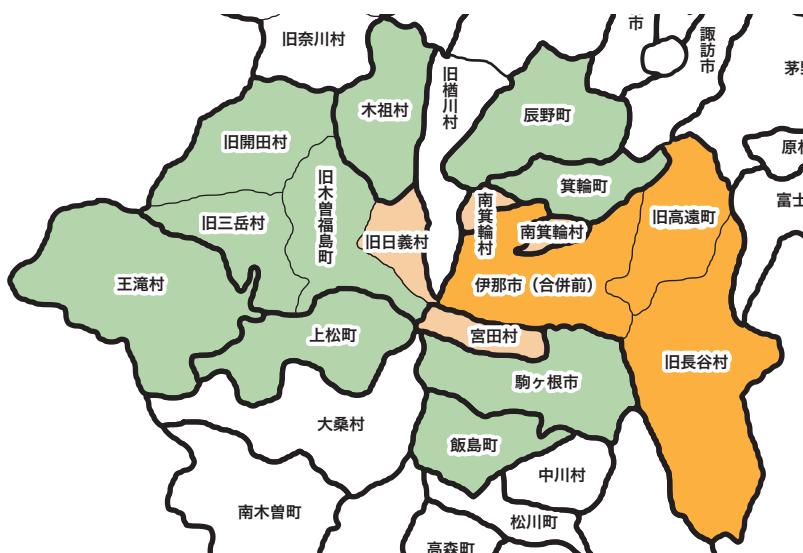 市
諏訪市
茅野
旧奈川村
旧楢川村
木祖村
辰野町
旧開田村
原村
箕輪町
富士
旧木曽福島町
南箕輪村
旧高遠町
旧三岳村
旧日義村
南箕輪村
王滝村
伊那市（合併前）
上松町
宮田村
旧長谷村
駒ヶ根市
大桑村
飯島町
中川村
南木曽町
松川町
高森町